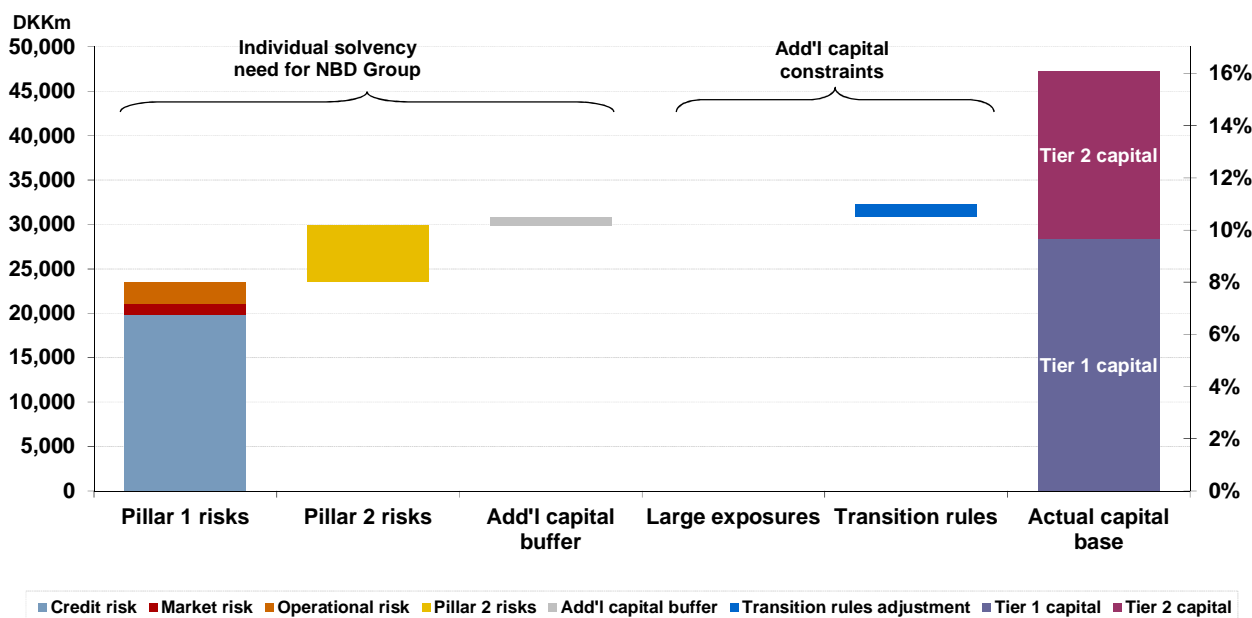 DKKm
50,000
45,000
40,000
35,000
30,000
25,000
20,000
15,000
10,000
5,000
0
Individual solvency
need for NBD Group
Add'l capital
constraints
16%
14%
12%
10%
8%
6%
4%
2%
0%
Tier 2 capital
Tier 1 capital
Pillar 1 risks
Pillar 2 risks
Add'l capital
buffer
Large exposures
Transition rules
Actual capital
base
Credit risk Market risk Operational risk Pillar 2 risks Add'l capital buffer Transition rules adjustment Tier 1 capital Tier 2 capital